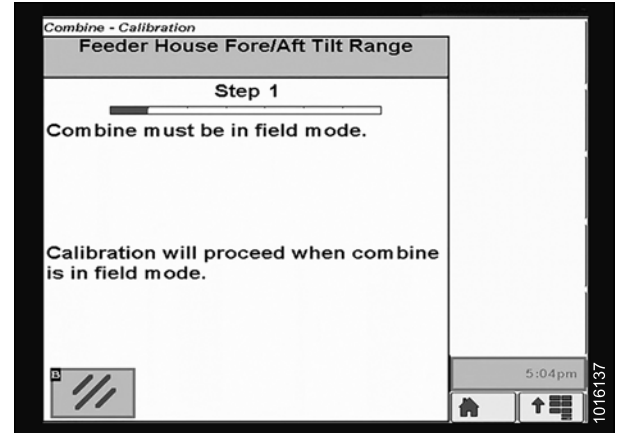 Combine - Calibration
Feeder House Fore/Aft Tilt Range
Step 1
Combine must be in field mode.
Calibration will proceed when combine
is in field mode.
B
5:04pm
1016137